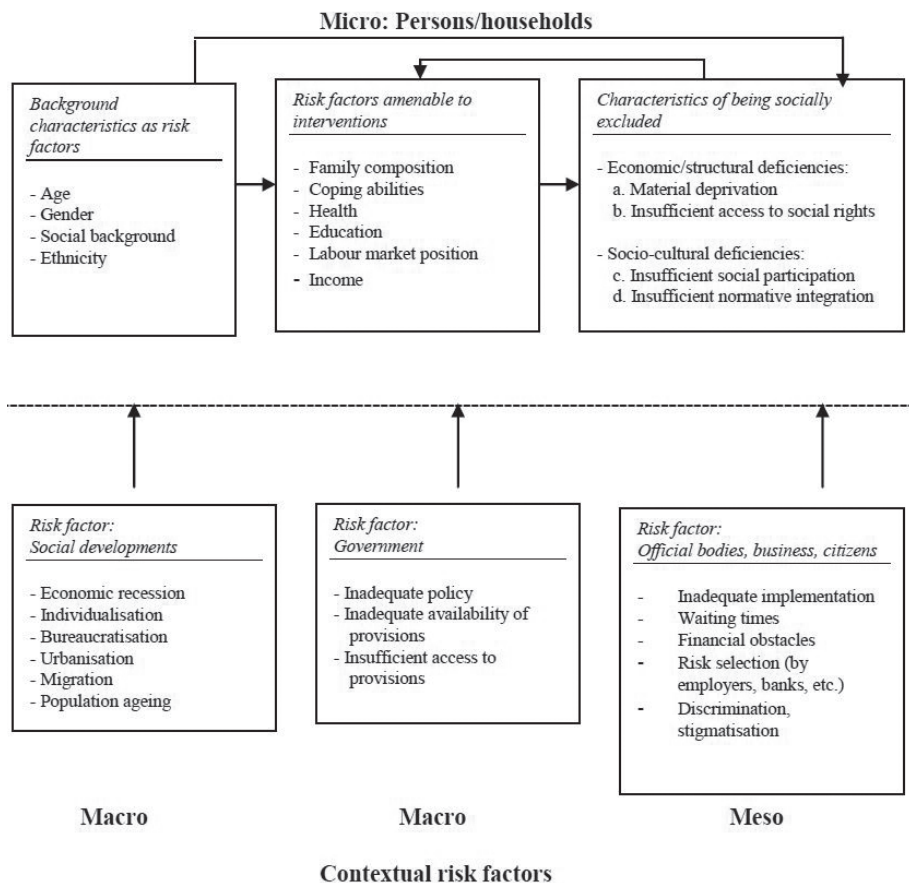 Micro: Persons/households
Background
characteristics as risk
factors
- Age
- Gender
- Social background
- Ethnicity
Risk factors amenable to
interventions
- Family composition
- Coping abilities
- Health
- Education
- Labour market position
- Income
Characteristics of being socially
excluded
- Economic/structural deficiencies:
a. Material deprivation
b. Insufficient access to social rights
- Socio-cultural deficiencies:
c. Insufficient social participation
d. Insufficient normative integration
Risk factor:
Social developments
- Economic recession
- Individualisation
- Bureaucratisation
- Urbanisation
- Migration
- Population ageing
Risk factor:
Government
- Inadequate policy
- Inadequate availability of
provisions
- Insufficient access to
provisions
Risk factor:
Official bodies, business, citizens
- Inadequate implementation
- Waiting times
- Financial obstacles
- Risk selection (by
employers, banks, etc.)
- Discrimination,
stigmatisation
Macro
Macro
Meso
Contextual risk factors